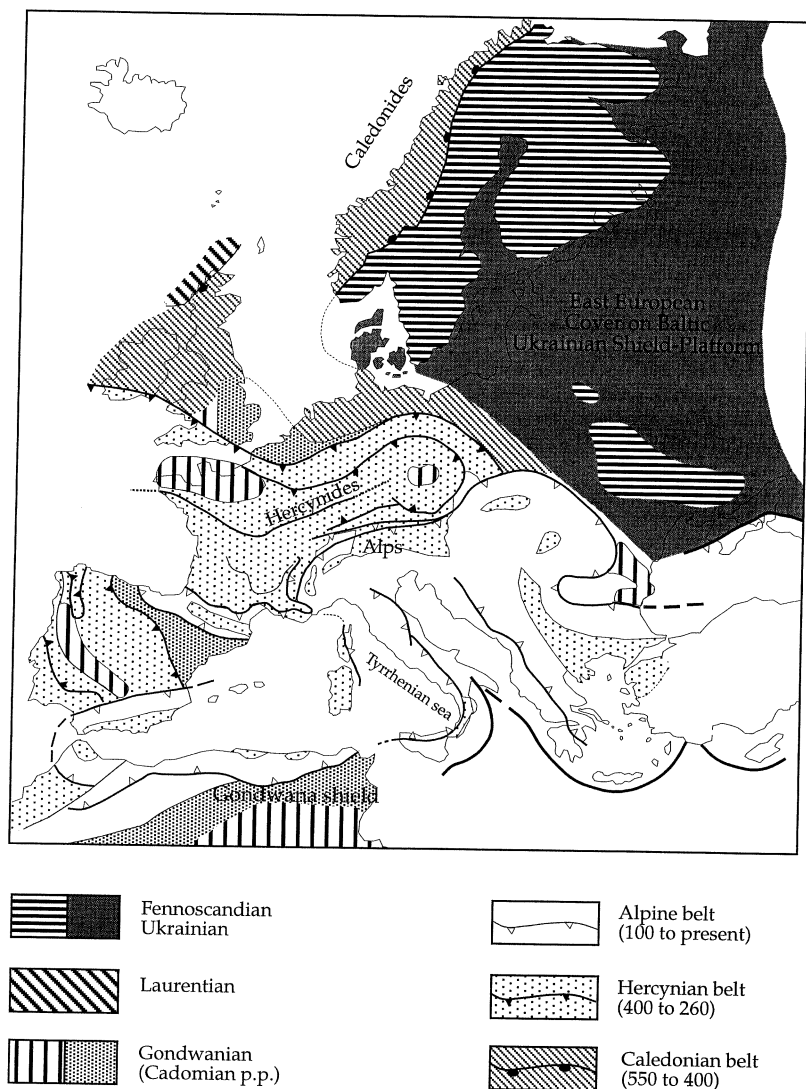 Caledonides
East European
Cover on Baltic
Ukrainian Shield-Platform
Hercynides
Alps
Tyrrhenian sea
Gondwana shield
Fennoscandian
Ukrainian
Laurentian
Gondwanian
(Cadomian p.p.)
Alpine belt
(100 to present)
Hercynian belt
(400 to 260)
Caledonian belt
(550 to 400)